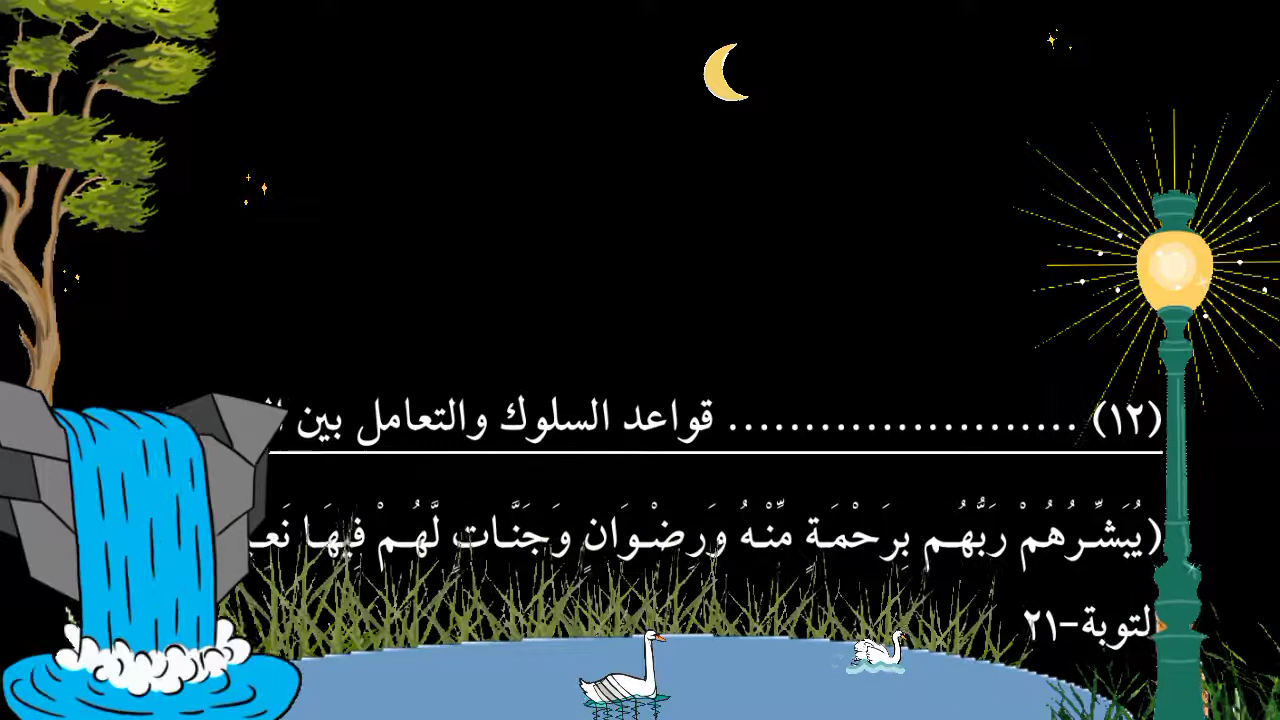 (١٢) ....................... قواعد السلوك والتعامل بين
(يُبَشِّرُهُمْ رَبُّهُم بِرَحْمَةٍ مِّنْهُ وَرِضْوَانٍ وَجَنَّاتٍ لَّهُمْ فِيهَا
لتوبة-٢١